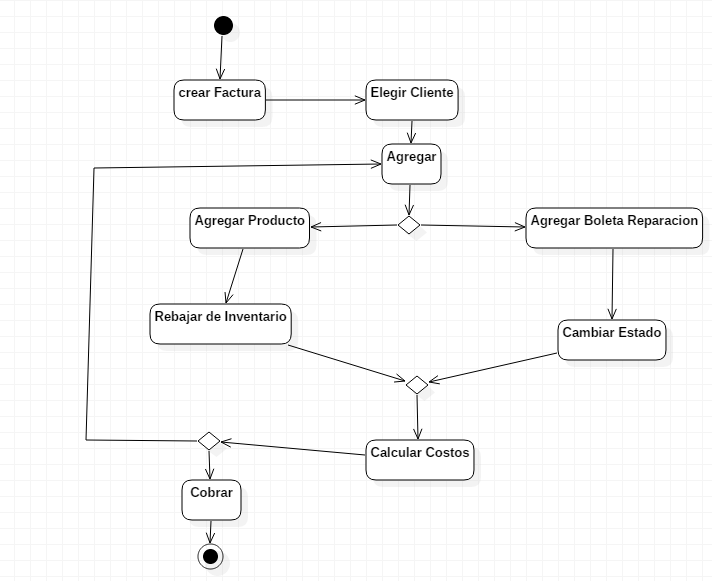 crear Factura
Elegir Cliente
Agregar
Agregar Producto
Agregar Boleta Reparacion
Rebajar de Inventario
Cambiar Estado
Calcular Costos
Cobrar